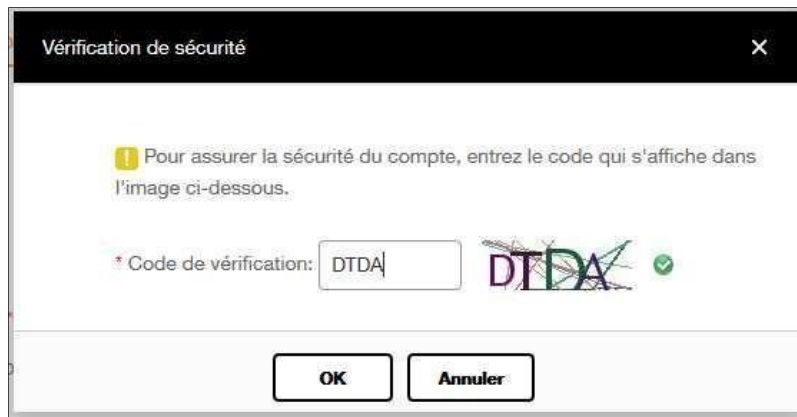 Vérification de sécurité
! Pour assurer la sécurité du compte, entrez le code qui s'affiche dans
l'image ci-dessous.
* Code de vérification: DTDA DTDA
OK Annuler